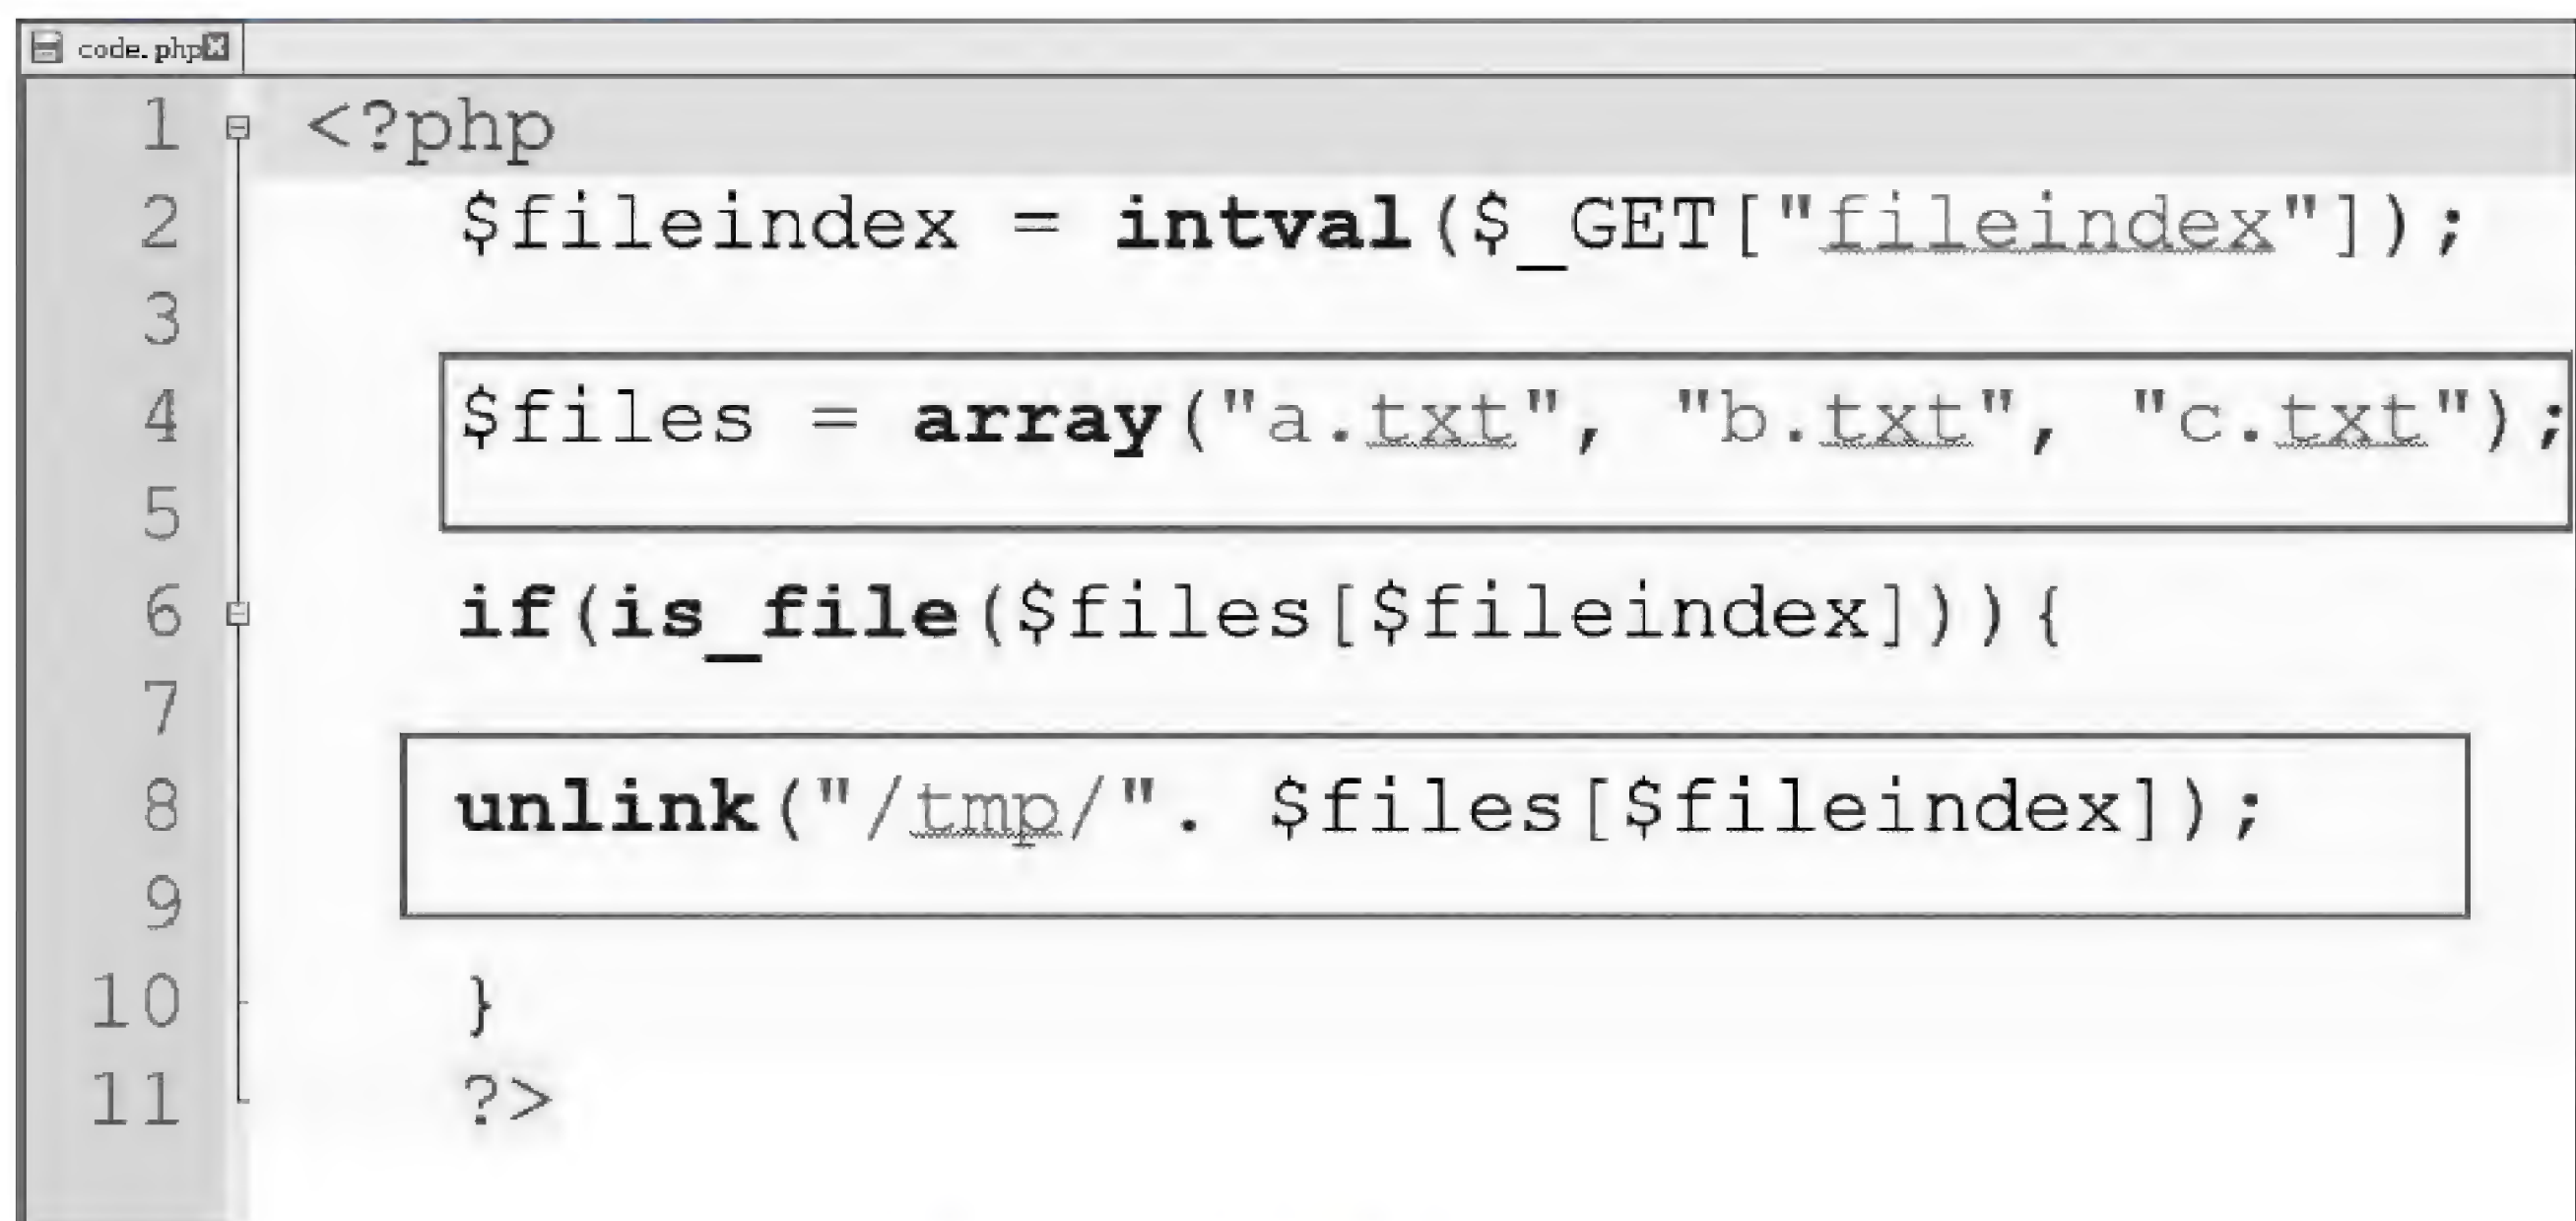 code.php
1 <?php
2 $fileindex = intval($_GET["fileindex"]);
3
4 $files = array("a.txt", "b.txt", "c.txt");
5
6 if(is_file($files[$fileindex])){
7
8 unlink("/tmp/". $files[$fileindex]);
9
10 }
11 ?>